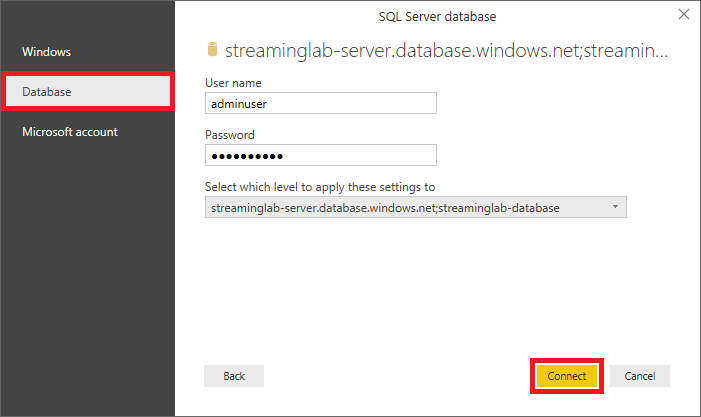 SQL Server database
Windows
Database
Microsoft account
streaminglab-server.database.windows.net;streamin...
User name
adminuser
Password
●●●●●●●●●●
Select which level to apply these settings to
streaminglab-server.database.windows.net;streaminglab-database
Back
Connect
Cancel